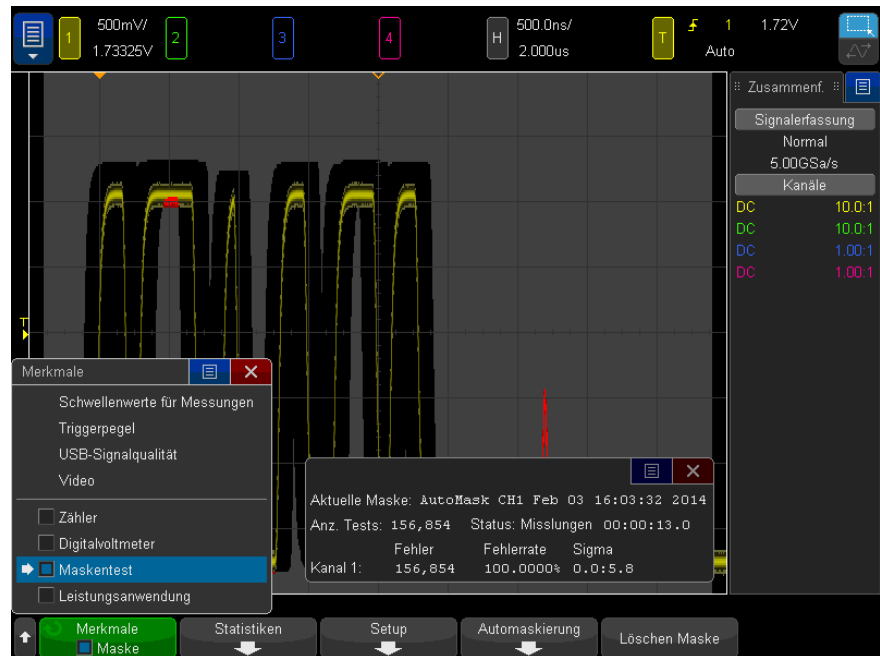 1 500mV/ 1.73325V
2
3
4
H 500.0ns/ 2.000us
T 1 1.72V
Auto
Zusammenf.
Signalerfassung
Normal
5.00GSa/s
Kanäle
DC 10.0:1
DC 10.0:1
DC 1.00:1
DC 1.00:1
T
Merkmale
Schwellenwerte für Messungen
Triggerpegel
USB-Signalqualität
Video
Zähler
Digitalvoltmeter
Maskentest
Leistungsanwendung
Aktuelle Maske: AutoMask CH1 Feb 03 16:03:32 2014
Anz. Tests: 156,854 Status: Misslungen 00:00:13.0
Fehler Fehlerrate Sigma
Kanal 1: 156,854 100.0000% 0.0:5.8
Merkmale
Maske
Statistiken
Setup
Automaskierung
Löschen Maske